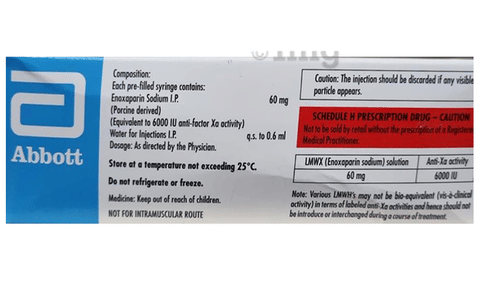 1mg
Abbott
Composition:
Each pre-filled syringe contains:
Enoxaparin Sodium I.P. 60 mg
(Porcine derived)
(Equivalent to 6000 IU anti-factor Xa activity)
Water for Injections I.P. q.s. to 0.6 ml
Dosage: As directed by the Physician.
Store at a temperature not exceeding 25°C.
Do not refrigerate or freeze.
Medicine: Keep out of reach of children.
NOT FOR INTRAMUSCULAR ROUTE
Caution: The injection should be discarded if any visible
particle appears.
SCHEDULE H PRESCRIPTION DRUG – CAUTION
Not to be sold by retail without the prescription of a Registere
Medical Practitioner.
LMWX (Enoxaparin sodium) solution Anti-Xa activity
60 mg 6000 IU
Note: Various LMWH's may not be bio-equivalent (vis-à-clinical
activity) in terms of labeled anti-Xa activities and hence should not
be introduce or interchanged during a course of treatment.